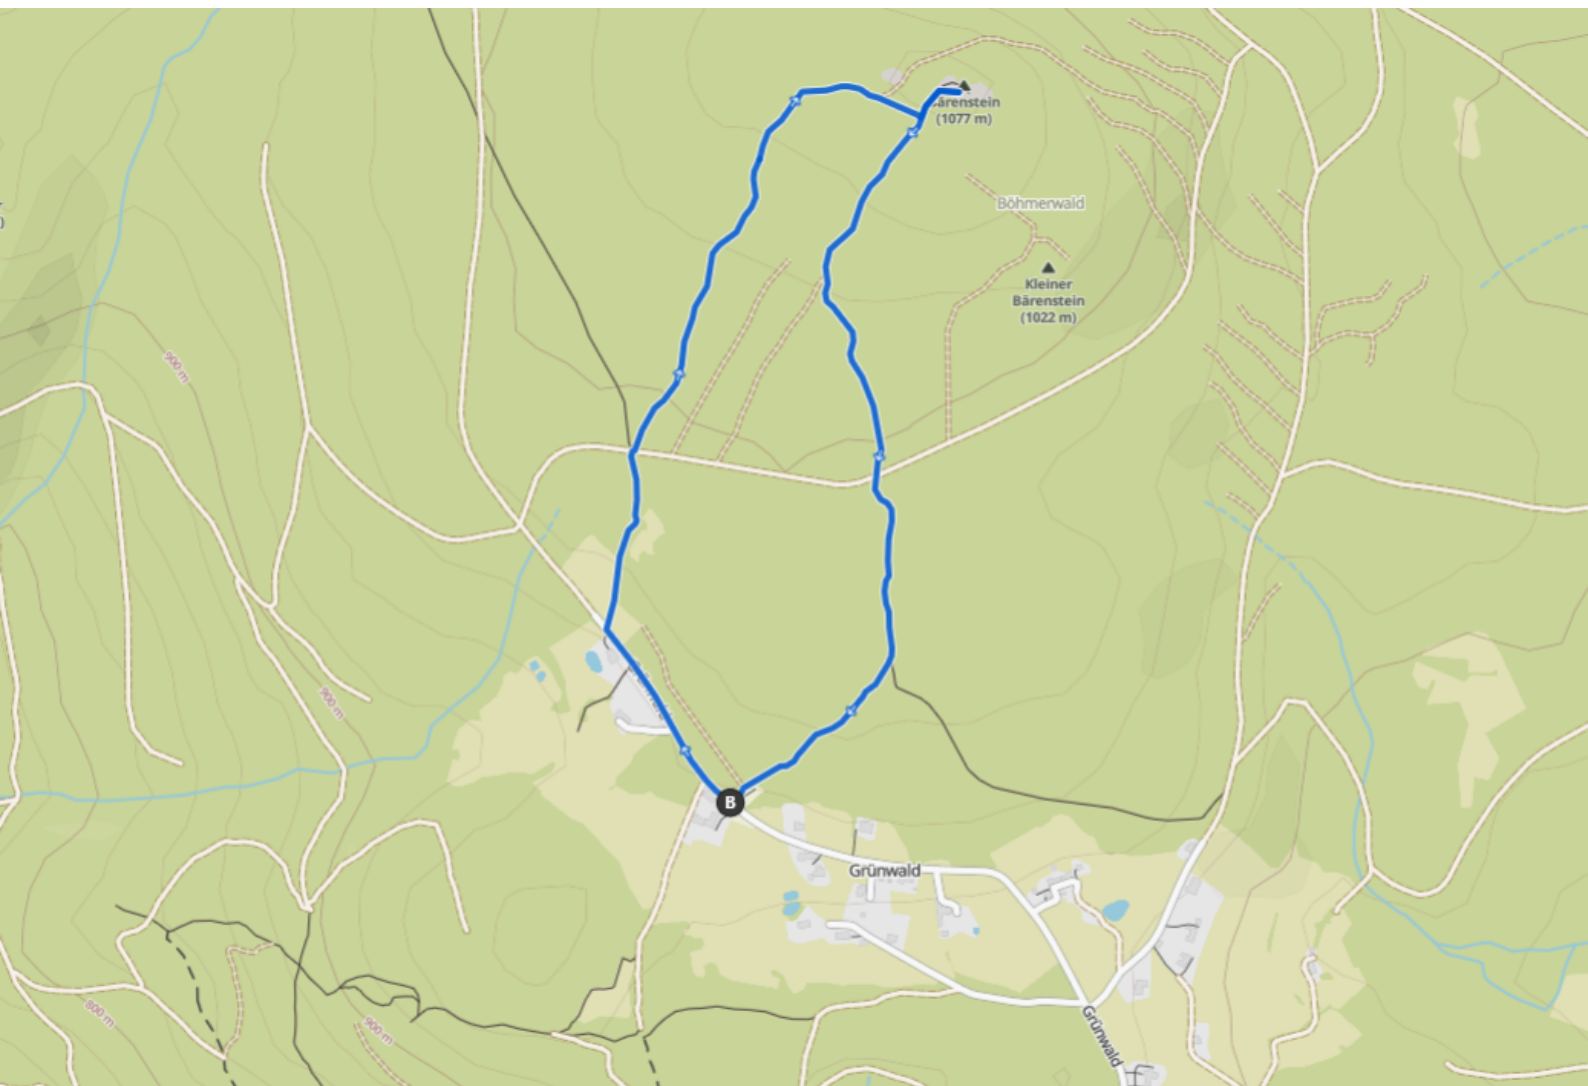 Bärenstein
(1077 m)
Böhmerwald
)
Kleiner
Bärenstein
(1022 m)
900 m
900 m
B
Grünwald
800 m
900 m
Grünwald